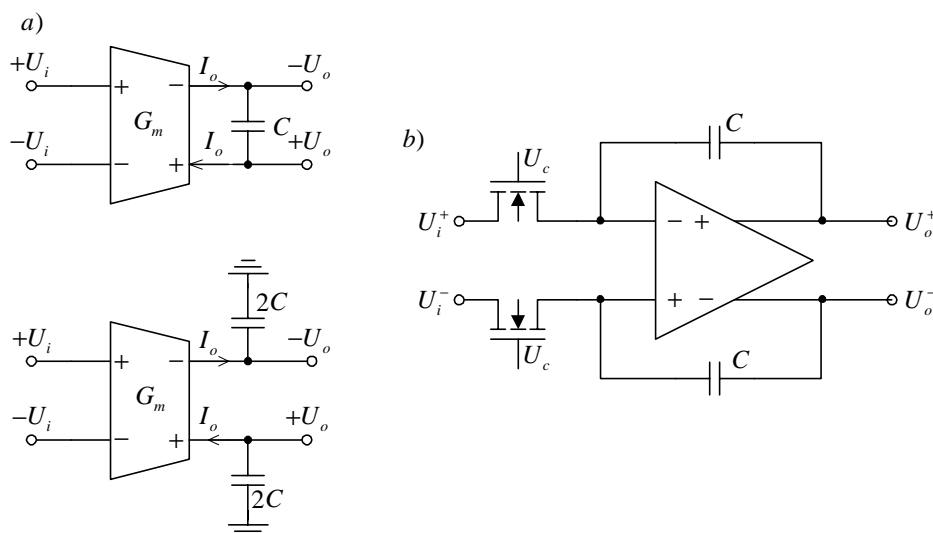 a)
+U_i + − I_o −U_o
G_m C
−U_i − + I_o +U_o
2C
+U_i + − I_o −U_o
G_m
−U_i − + I_o +U_o
2C
b)
C
U_c
U_i^+ − + U_o^+
U_i^- + − U_o^-
U_c
C